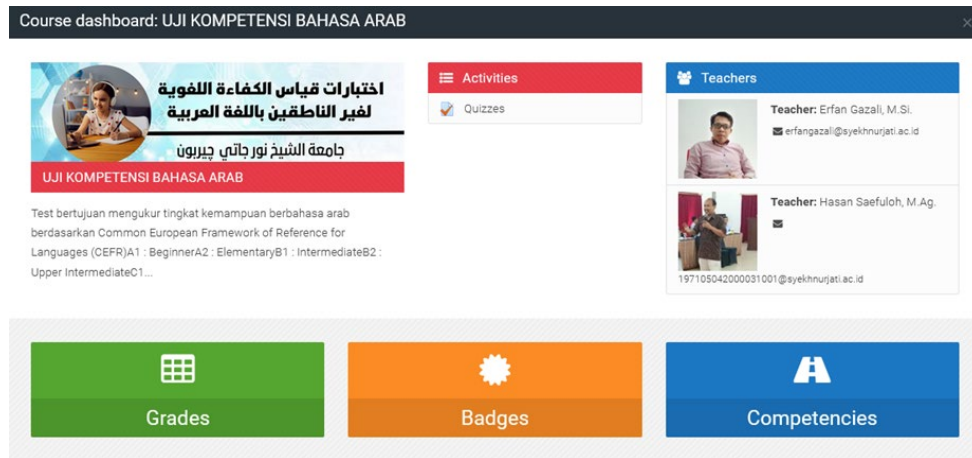 Course dashboard: UJI KOMPETENSI BAHASA ARAB
×
اختبارات قياس الكفاءة اللغوية
لغير الناطقين باللغة العربية
جامعة الشيخ نور جاتي چيربون
UJI KOMPETENSI BAHASA ARAB
Test bertujuan mengukur tingkat kemampuan berbahasa arab
berdasarkan Common European Framework of Reference for
Languages (CEFR)A1 : BeginnerA2 : ElementaryB1 : IntermediateB2 :
Upper IntermediateC1...
Activities
Quizzes
Teachers
Teacher: Erfan Gazali, M.Si.
erfangazali@syekhnurjati.ac.id
Teacher: Hasan Saefuloh, M.Ag.
197105042000031001@syekhnurjati.ac.id
Grades
Badges
Competencies